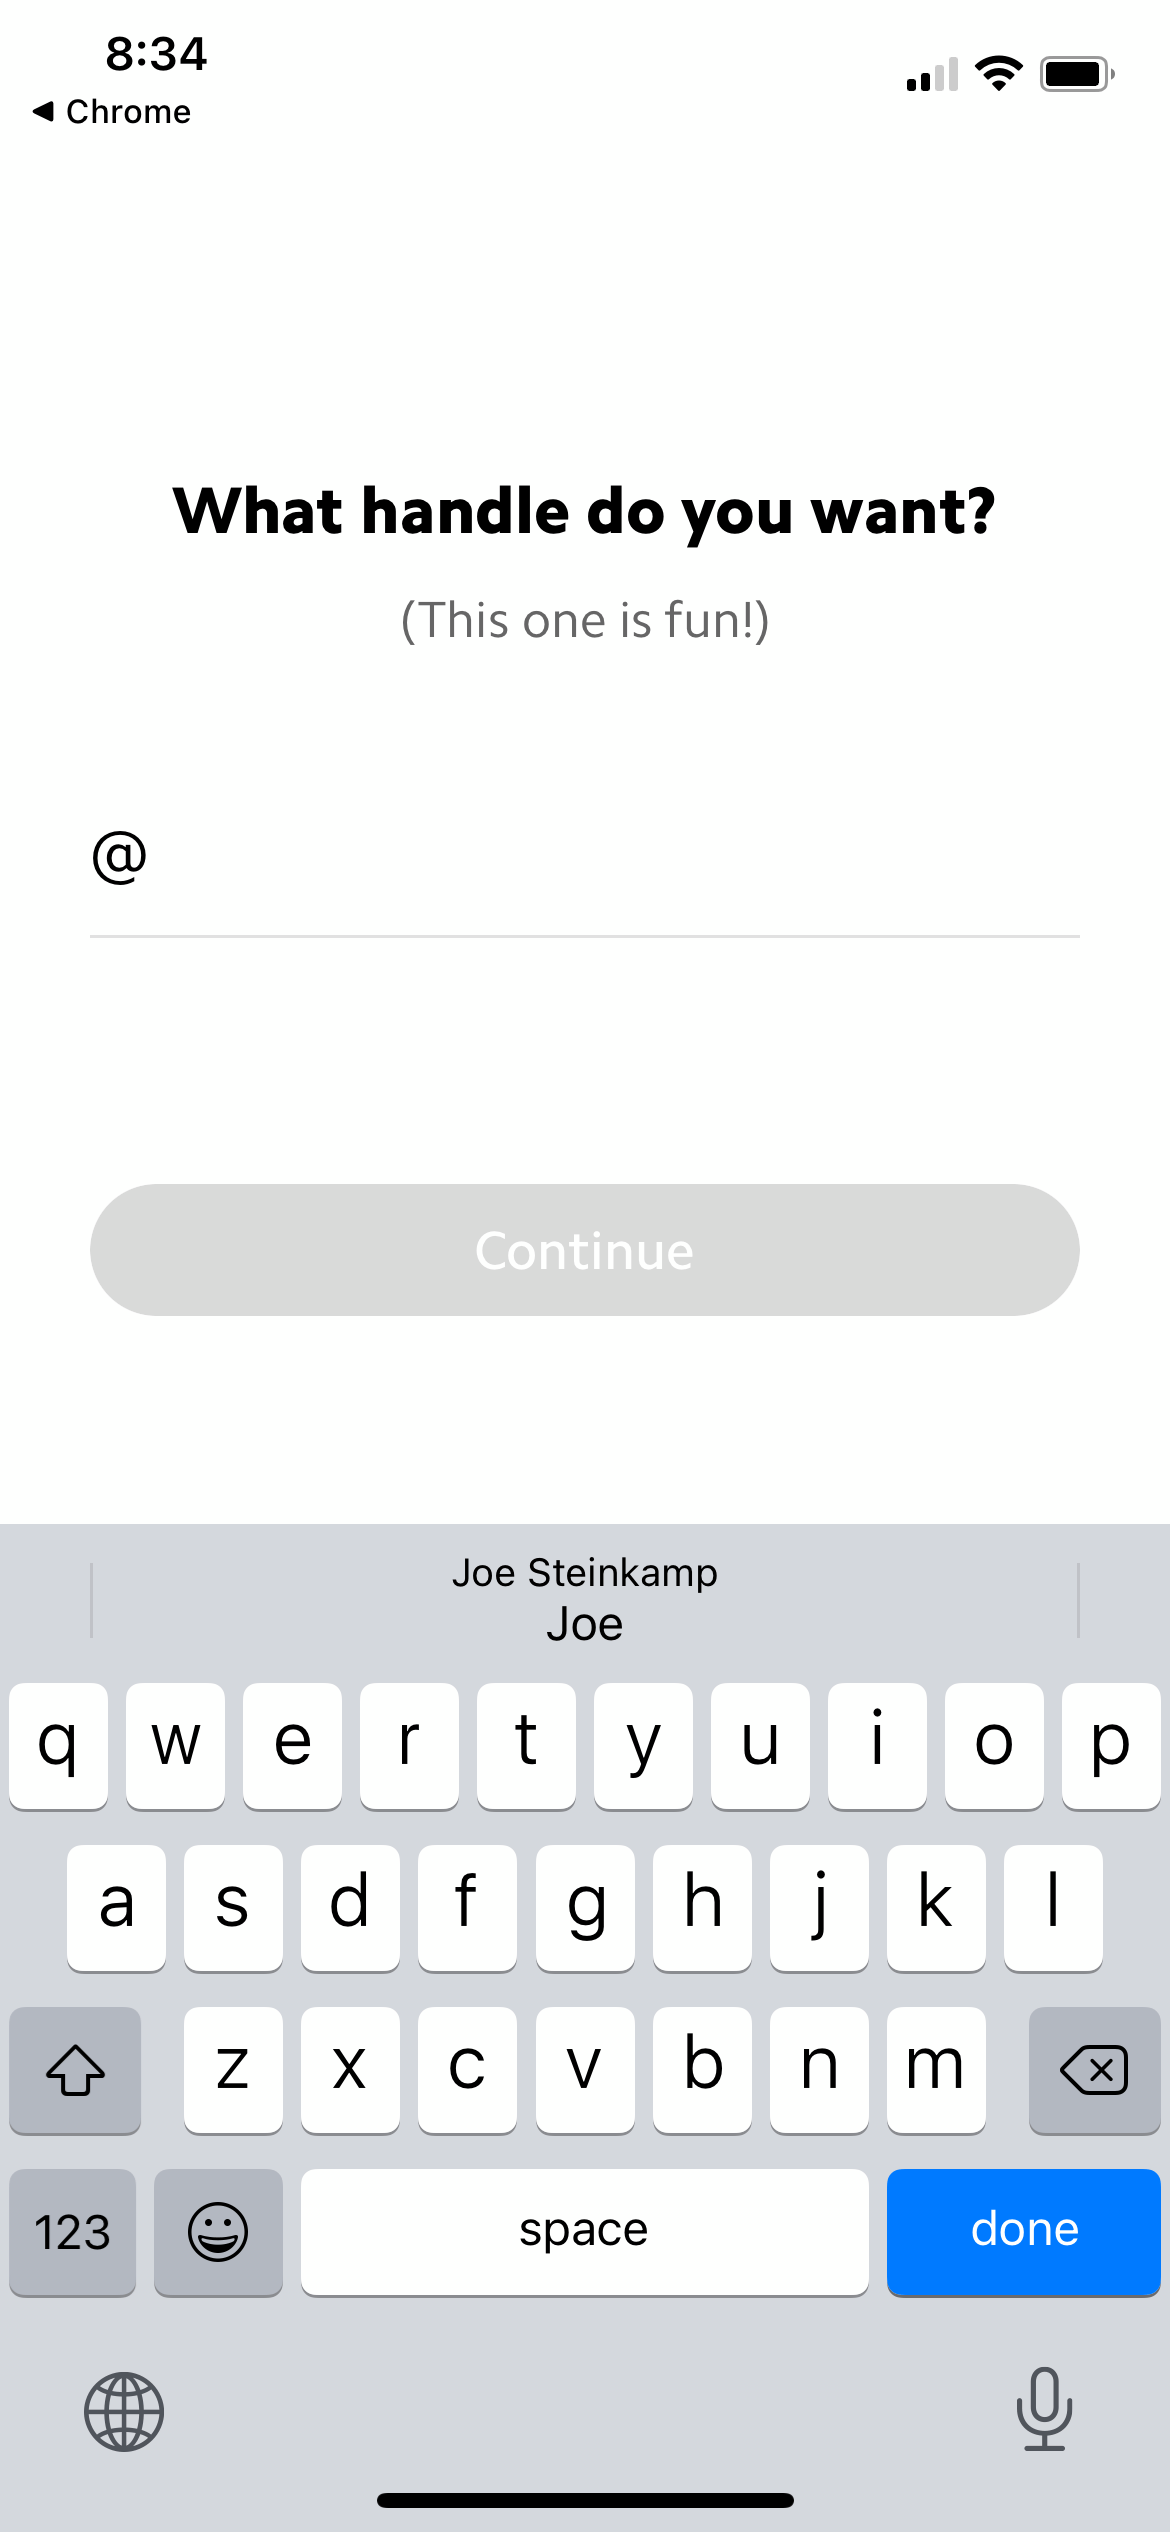 8:34
◀ Chrome
What handle do you want?
(This one is fun!)
@
Continue
Joe Steinkamp
Joe
q w e r t y u i o p
a s d f g h j k l
z x c v b n m
123 space done